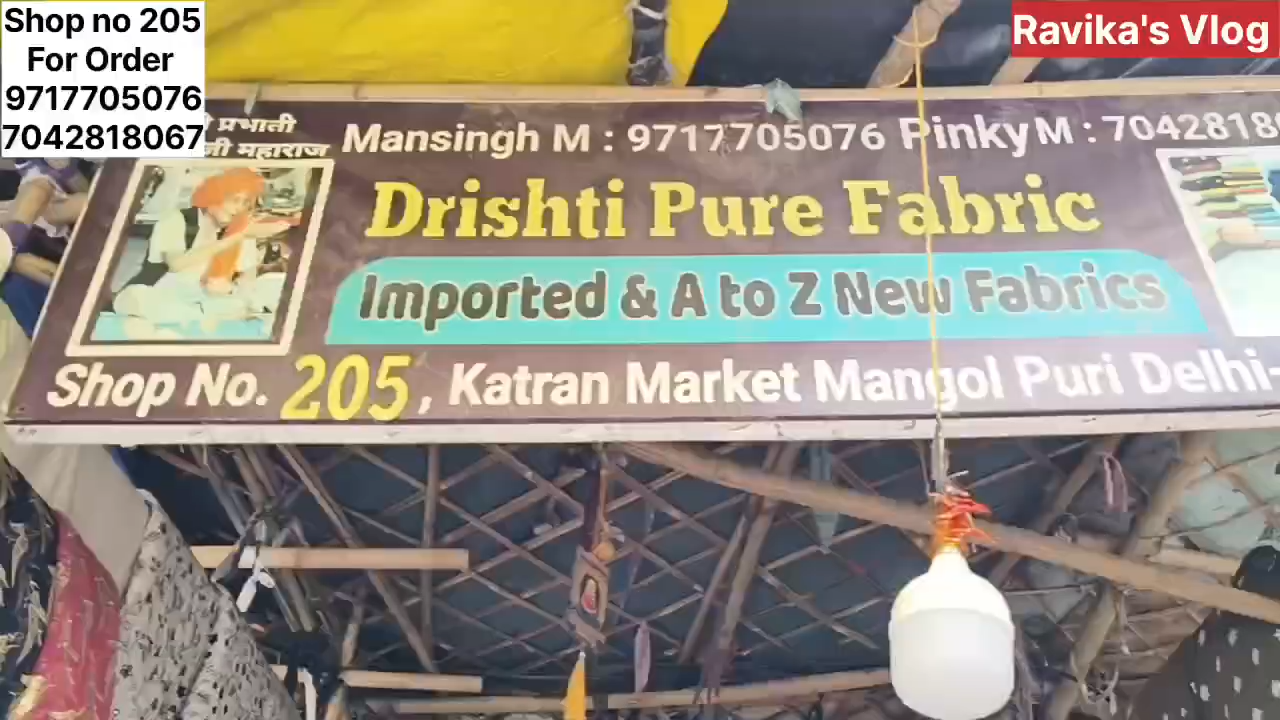 Shop no 205
For Order
9717705076
7042818067
Ravika's Vlog
प्रभाती
महाराज
Mansingh M : 9717705076 Pinky M : 7042818
Drishti Pure Fabric
Imported & A to Z New Fabrics
Shop No. 205, Katran Market Mangol Puri Delhi-